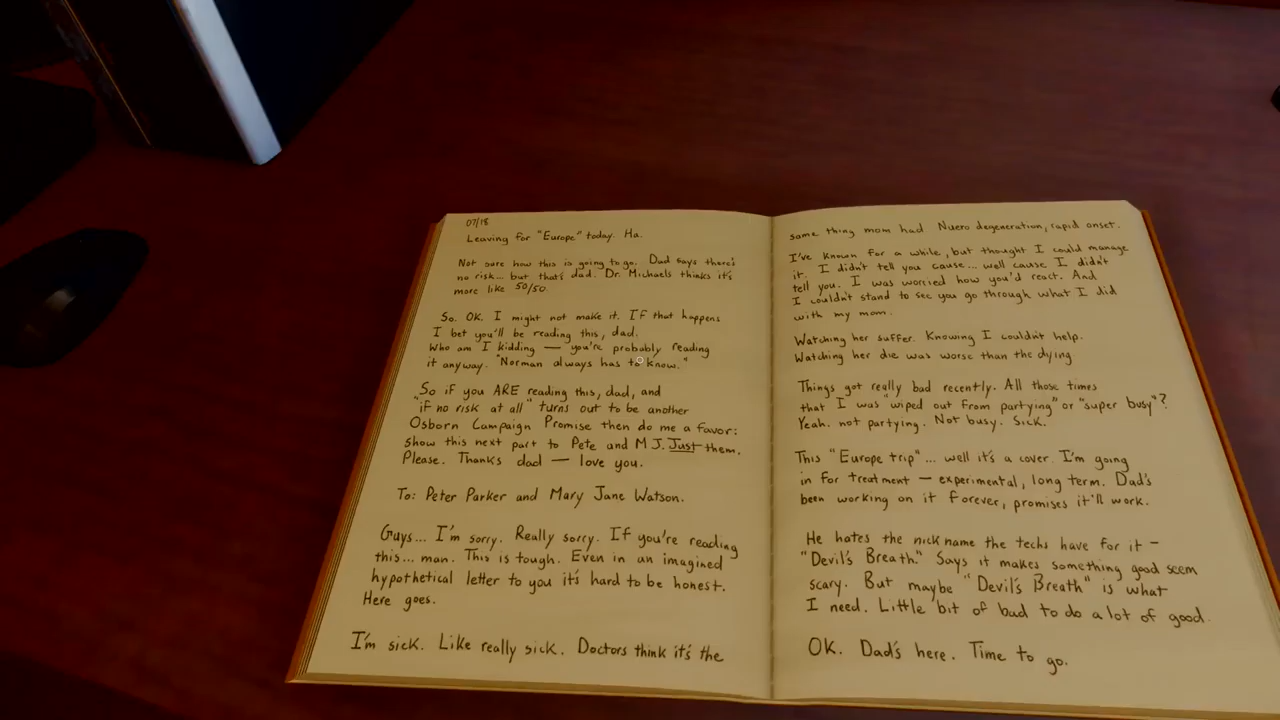 07/18
Leaving for "Europe" today. Ha.
Not sure how this is going to go. Dad says there's
no risk... but that's dad. Dr. Michaels thinks it's
more like 50/50.
So. OK. I might not make it. IF that happens
I bet you'll be reading this, dad.
Who am I kidding — you're probably reading
it anyway. "Norman always has to know."
So if you ARE reading this, dad, and
"if no risk at all" turns out to be another
Osborn Campaign Promise then do me a favor:
show this next part to Pete and MJ. Just them.
Please. Thanks dad — love you.
To: Peter Parker and Mary Jane Watson.
Guys... I'm sorry. Really sorry. If you're reading
this... man. This is tough. Even in an imagined
hypothetical letter to you it's hard to be honest.
Here goes.
I'm sick. Like really sick. Doctors think it's the
same thing mom had Nuero degeneration, rapid onset.
I've known for a while, but thought I could manage
it. I didn't tell you cause... well cause I didn't
tell you. I was worried how you'd react. And
I couldn't stand to see you go through what I did
with my mom.
Watching her suffer. Knowing I couldn't help.
Watching her die was worse than the dying.
Things got really bad recently. All those times
that I was "wiped out from partying" or "super busy"?
Yeah. not partying. Not busy. Sick.
This "Europe trip"... well it's a cover. I'm going
in for treatment — experimental, long term. Dad's
been working on it forever, promises it'll work.
He hates the nickname the techs have for it —
"Devil's Breath." Says it makes something good seem
scary. But maybe "Devil's Breath" is what
I need. Little bit of bad to do a lot of good.
OK. Dad's here. Time to go.